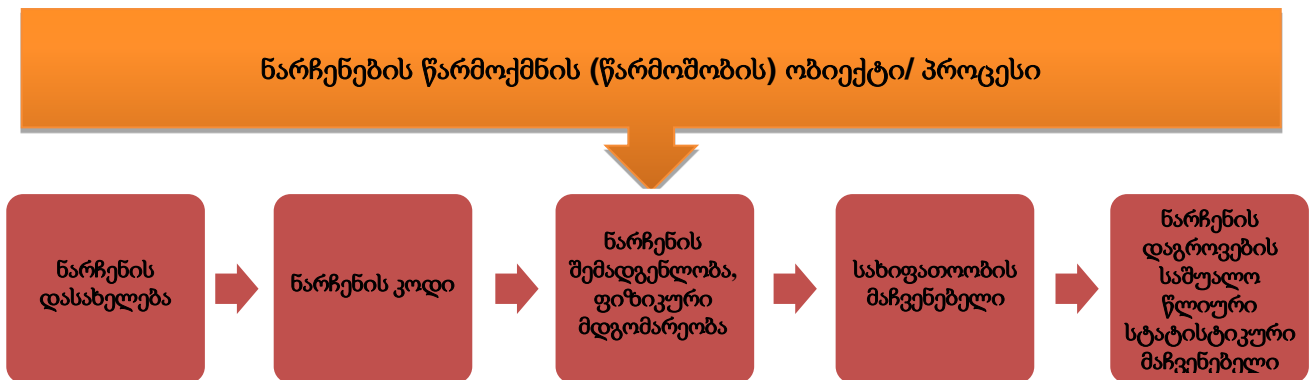 ნარჩენების წარმოქმნის (წარმოშობის) ობიექტი/ პროცესი
ნარჩენის
დასახელება
ნარჩენის კოდი
ნარჩენის
შემადგენლობა,
ფიზიკური
მდგომარეობა
სახიფათოობის
მაჩვენებელი
ნარჩენის
დაგროვების
საშუალო
წლიური
სტატისტიკური
მაჩვენებელი